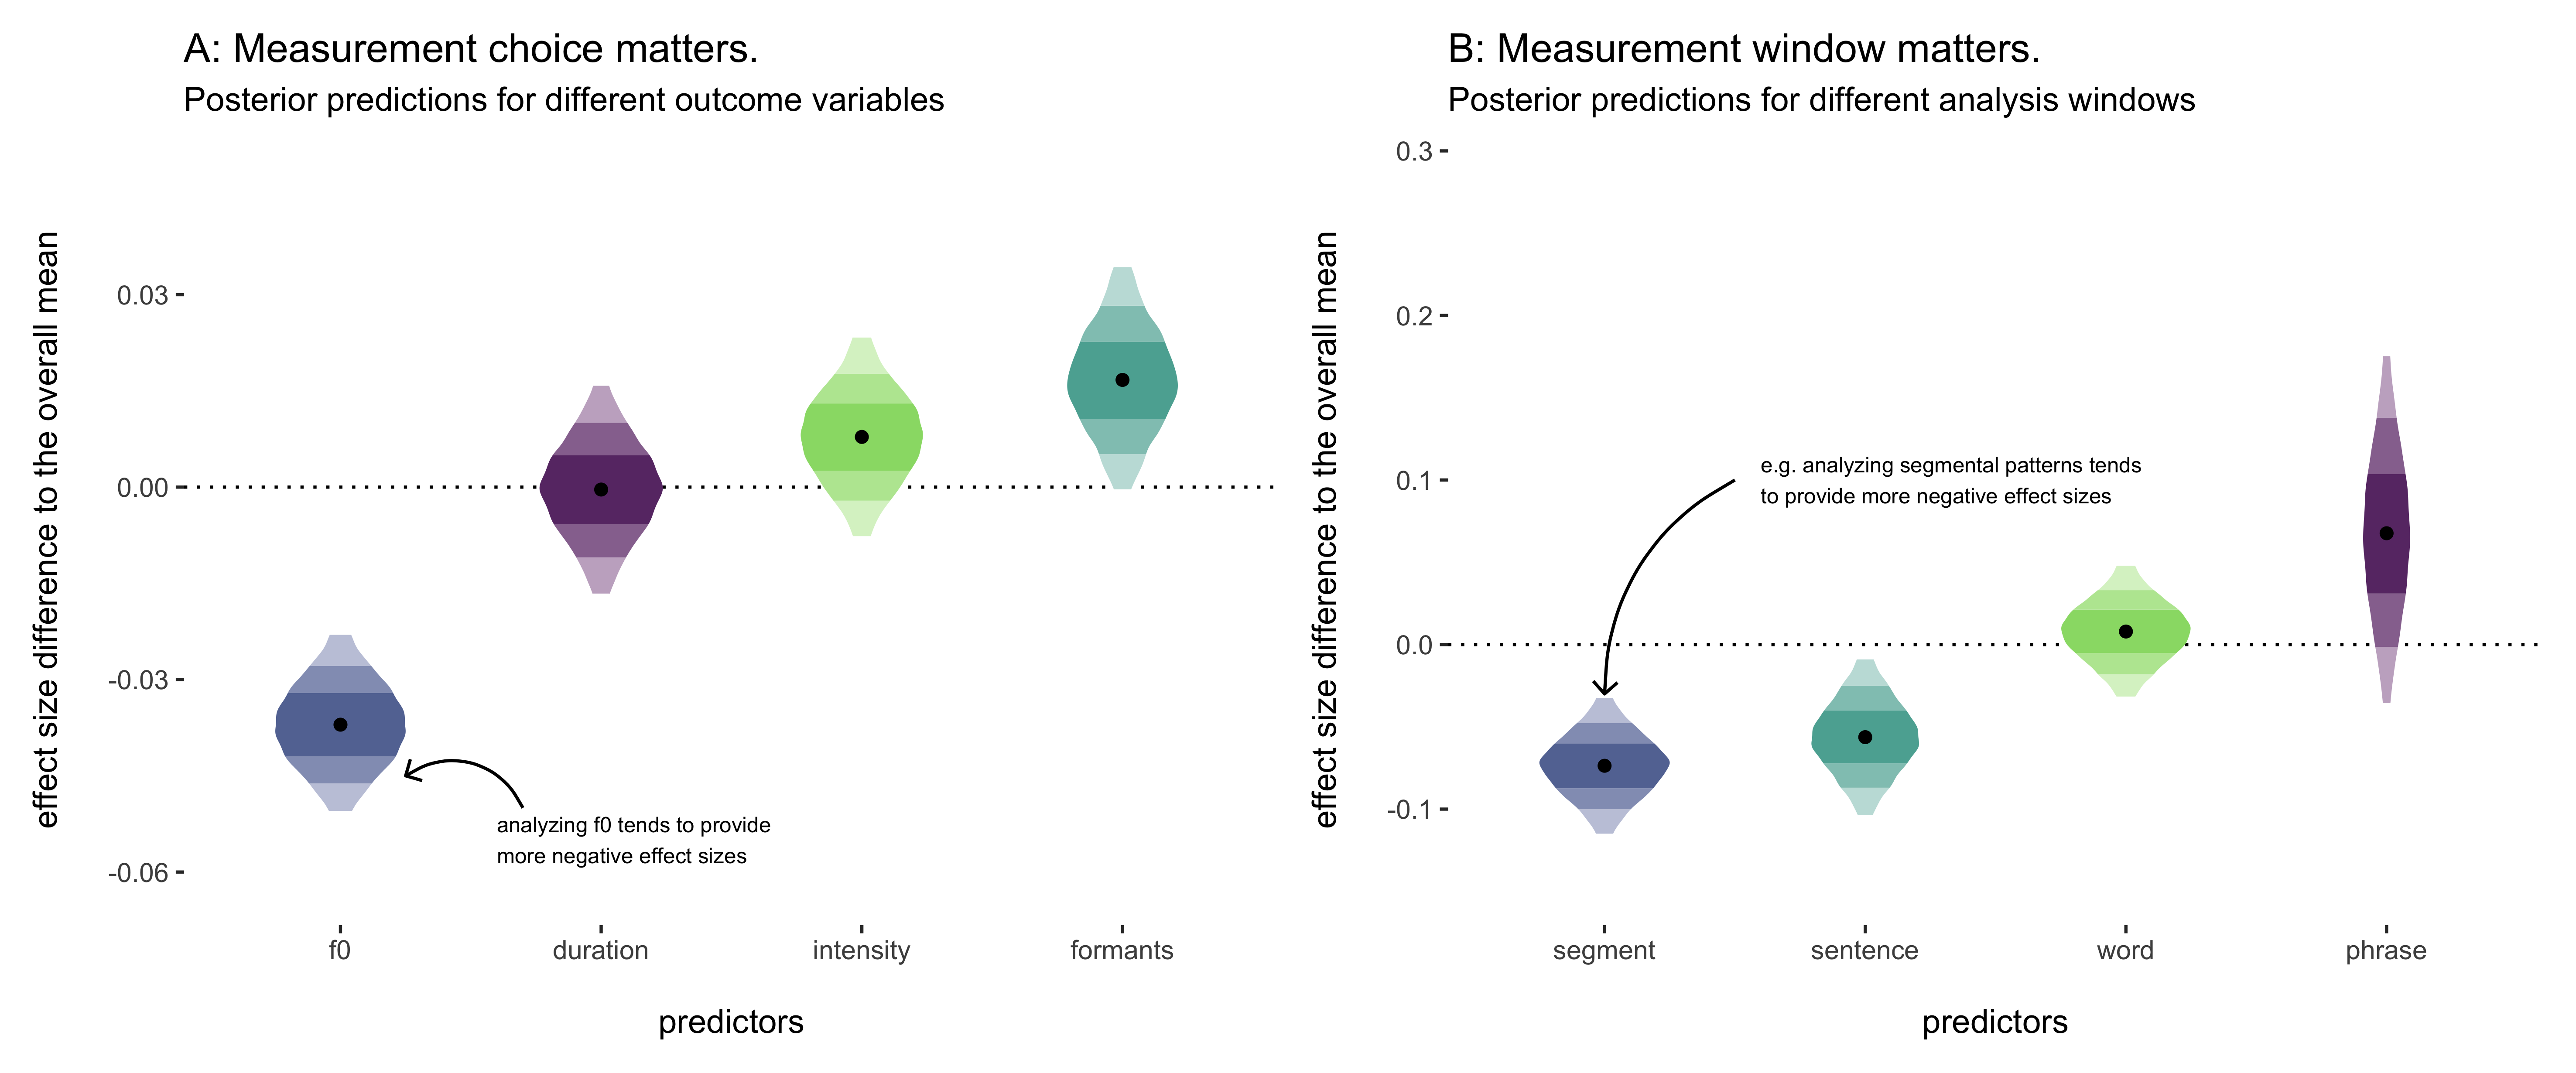 A: Measurement choice matters.
Posterior predictions for different outcome variables
effect size difference to the overall mean
0.03
0.00
-0.03
-0.06
analyzing f0 tends to provide
more negative effect sizes
f0
duration
intensity
formants
predictors
B: Measurement window matters.
Posterior predictions for different analysis windows
effect size difference to the overall mean
0.3
0.2
0.1
0.0
-0.1
e.g. analyzing segmental patterns tends
to provide more negative effect sizes
segment
sentence
word
phrase
predictors